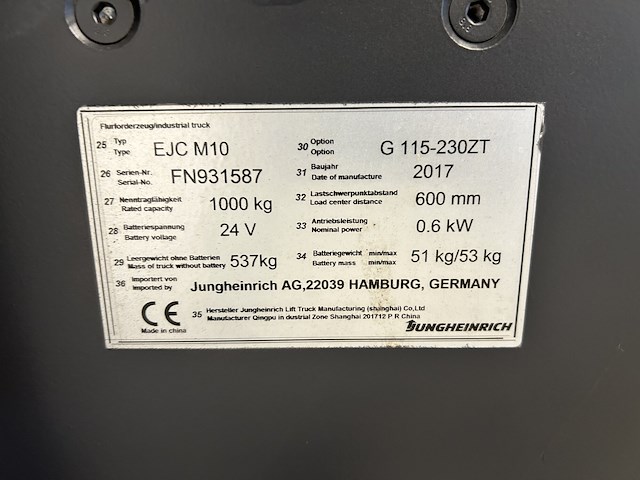 Flurförderzeug/industrial truck
25 Typ Type EJC M10 30 Option Option G 115-230ZT
26 Serien-Nr. Serial-No. FN931587 31 Baujahr Date of manufacture 2017
27 Nenntragfähigkeit Rated capacity 1000 kg 32 Lastschwerpunktabstand Load center distance 600 mm
28 Batteriespannung Battery voltage 24 V 33 Antriebsleistung Nominal power 0.6 kW
29 Leergewicht ohne Batterien Mass of truck without battery 537kg 34 Batteriegewicht min/max Battery mass min/max 51 kg/53 kg
36 Importert von Imported by Jungheinrich AG,22039 HAMBURG, GERMANY
CE Made in china
35 Hersteller Jungheinrich Lift Truck Manufacturing (shanghai) Co,Ltd
Manufacturer Qingpu in dustrial Zone Shanghai 201712 P R China
JUNGHEINRICH
8.8